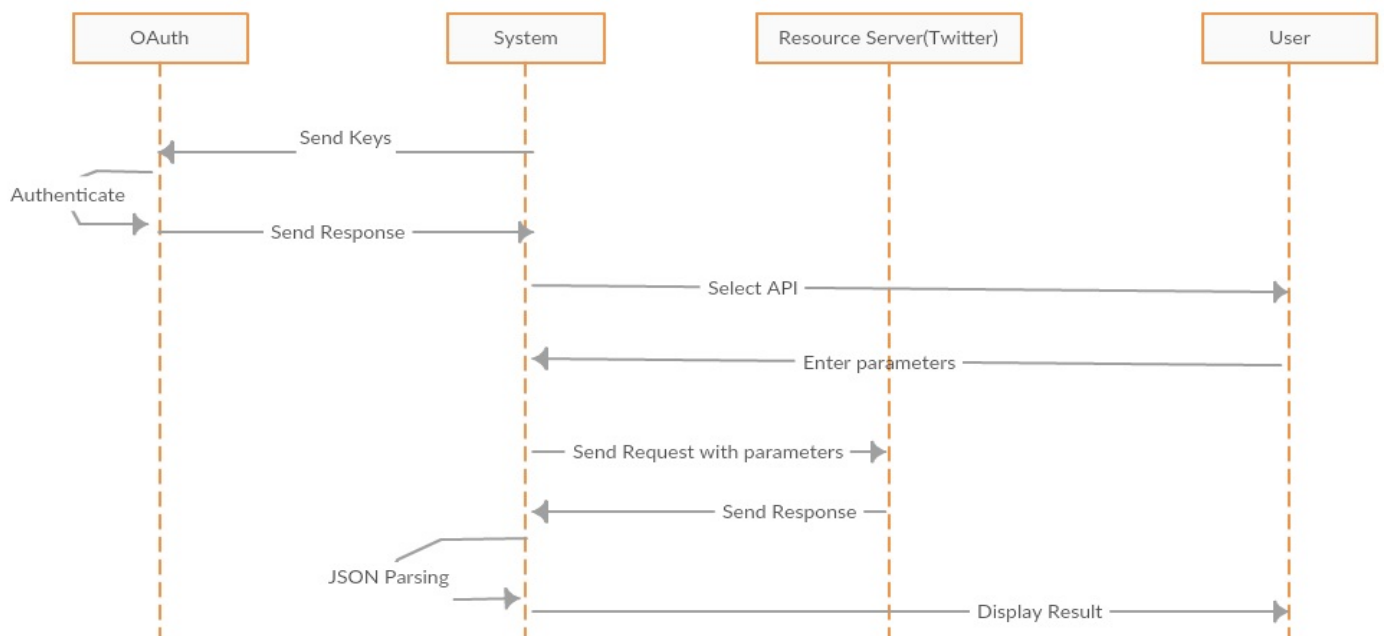 OAuth
System
Resource Server(Twitter)
User
Send Keys
Authenticate
Send Response
Select API
Enter parameters
Send Request with parameters
Send Response
JSON Parsing
Display Result